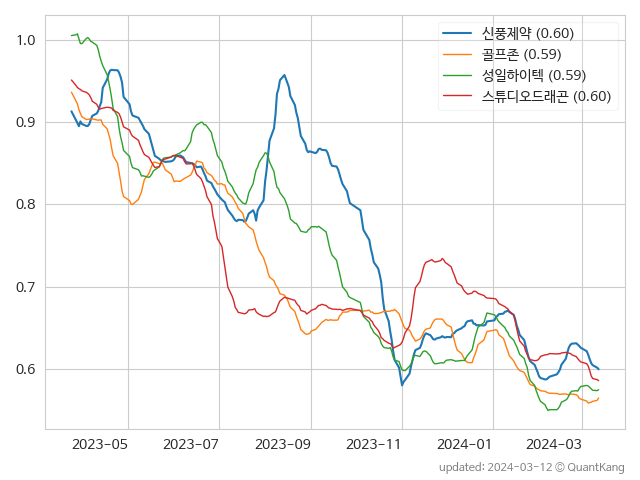 신풍제약 (0.60)
골프존 (0.59)
성일하이텍 (0.59)
스튜디오드래곤 (0.60)
1.0
0.9
0.8
0.7
0.6
2023-05 2023-07 2023-09 2023-11 2024-01 2024-03
updated: 2024-03-12 © QuantKang